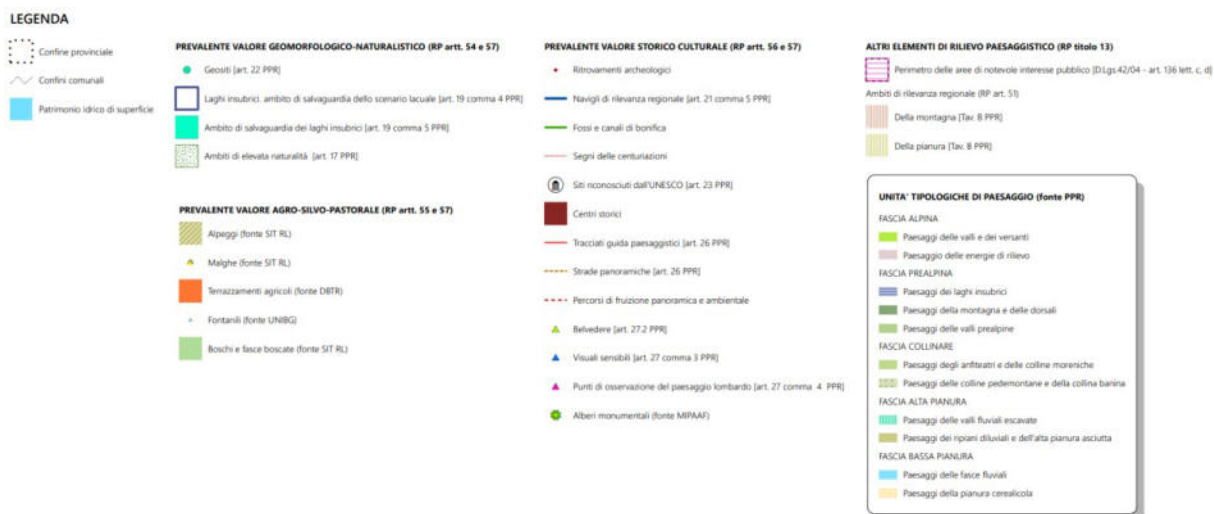 LEGENDA
Confine provinciale
Confini comunali
Patrimonio idrico di superficie
PREVALENTE VALORE GEOMORFOLOGICO-NATURALISTICO (RP artt. 54 e 57)
Geositi [art. 22 PPR]
Laghi insubrici. ambito di salvaguardia dello scenario lacuale [art. 19 comma 4 PPR]
Ambito di salvaguardia dei laghi insubrici [art. 19 comma 5 PPR]
Ambiti di elevata naturalità [art. 17 PPR]
PREVALENTE VALORE AGRO-SILVO-PASTORALE (RP artt. 55 e 57)
Alpeggi (fonte SIT RL)
Malghe (fonte SIT RL)
Terrazzamenti agricoli (fonte DBTR)
Fontanili (fonte UNIBG)
Boschi e fasce boscate (fonte SIT RL)
PREVALENTE VALORE STORICO CULTURALE (RP artt. 56 e 57)
Ritrovamenti archeologici
Navigli di rilevanza regionale [art. 21 comma 5 PPR]
Fossi e canali di bonifica
Segni delle centuriazioni
Siti riconosciuti dall'UNESCO [art. 23 PPR]
Centri storici
Tracciati guida paesaggistici [art. 26 PPR]
Strade panoramiche [art. 26 PPR]
Percorsi di fruizione panoramica e ambientale
Belvedere [art. 27.2 PPR]
Visuali sensibili [art. 27 comma 3 PPR]
Punti di osservazione del paesaggio lombardo [art. 27 comma 4 PPR]
Alberi monumentali (fonte MIPAAF)
ALTRI ELEMENTI DI RILIEVO PAESAGGISTICO (RP titolo 13)
Perimetro delle aree di notevole interesse pubblico [D.Lgs.42/04 - art. 136 lett. c, d]
Ambiti di rilevanza regionale (RP art. 51)
Della montagna [Tav. B PPR]
Della pianura [Tav. B PPR]
UNITA' TIPOLOGICHE DI PAESAGGIO (fonte PPR)
FASCIA ALPINA
Paesaggi delle valli e dei versanti
Paesaggio delle energie di rilievo
FASCIA PREALPINA
Paesaggi dei laghi insubrici
Paesaggi della montagna e delle dorsali
Paesaggi delle valli prealpine
FASCIA COLLINARE
Paesaggi degli anfiteatri e delle colline moreniche
Paesaggi delle colline pedemontane e della collina banina
FASCIA ALTA PIANURA
Paesaggi delle valli fluviali escavate
Paesaggi dei ripiani diluviali e dell'alta pianura asciutta
FASCIA BASSA PIANURA
Paesaggi delle fasce fluviali
Paesaggi della pianura cerealicola